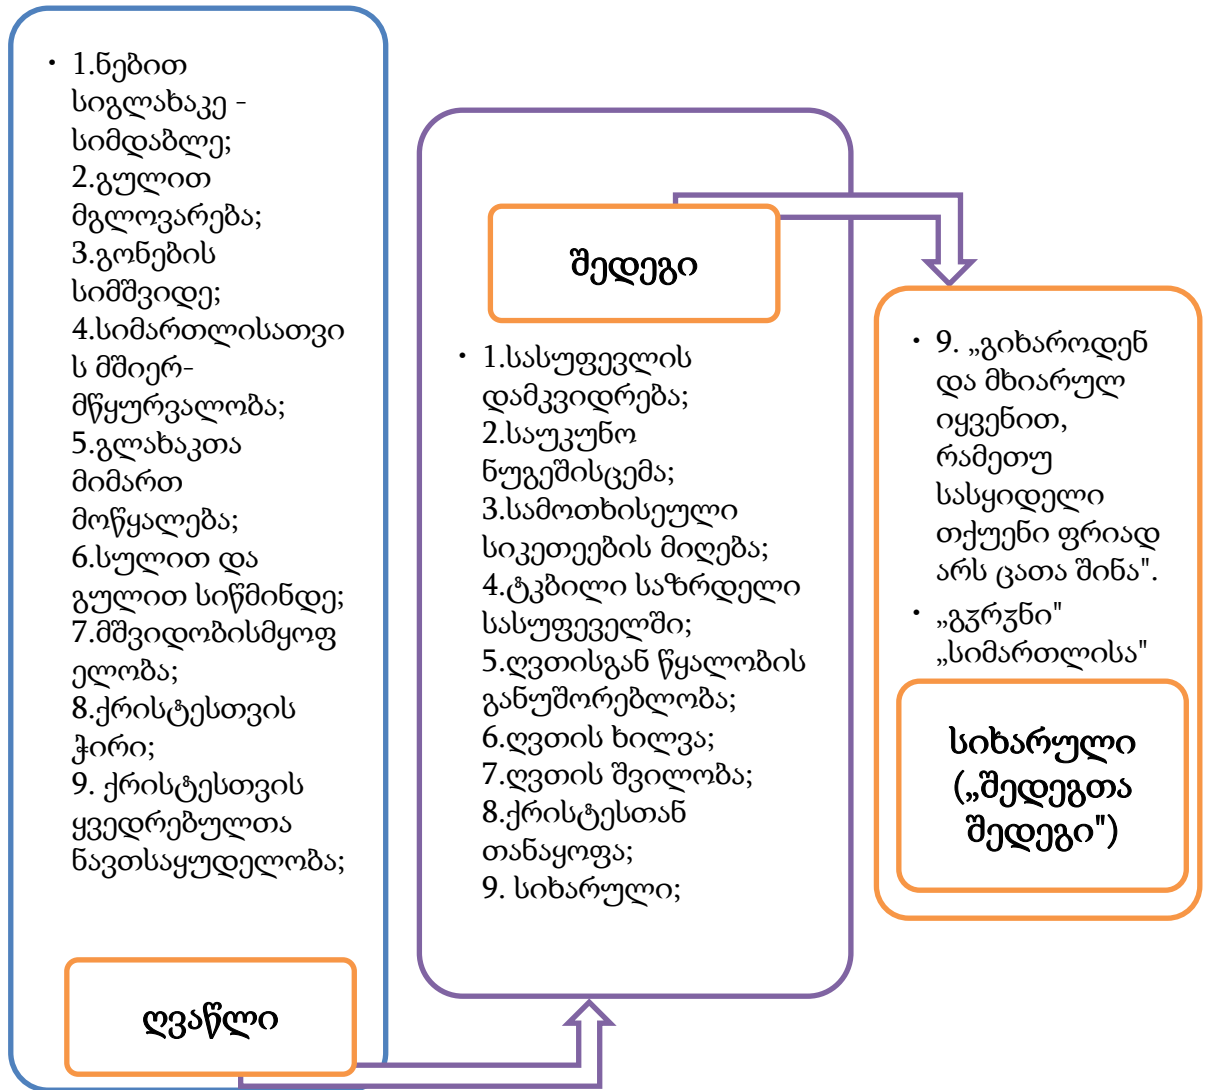 • 1.ნებით
სიგლახაკე -
სიმდაბლე;
2.გულით
მგლოვარება;
3.გონების
სიმშვიდე;
4.სიმართლისათვი
ს მშიერ-
მწყურვალობა;
5.გლახაკთა
მიმართ
მოწყალება;
6.სულით და
გულით სიწმინდე;
7.მშვიდობისმყოფ
ელობა;
8.ქრისტესთვის
ჭირი;
9. ქრისტესთვის
ყვედრებულთა
ნავთსაყუდელობა;
ღვაწლი
შედეგი
• 1.სასუფევლის
დამკვიდრება;
2.საუკუნო
ნუგეშისცემა;
3.სამოთხისეული
სიკეთეების მიღება;
4.ტკბილი საზრდელი
სასუფეველში;
5.ღვთისგან წყალობის
განუშორებლობა;
6.ღვთის ხილვა;
7.ღვთის შვილობა;
8.ქრისტესთან
თანაყოფა;
9. სიხარული;
• 9. „გიხაროდენ
და მხიარულ
იყვენით,
რამეთუ
სასყიდელი
თქუენი ფრიად
არს ცათა შინა".
• „გჳრჳნი"
„სიმართლისა"
სიხარული
(„შედეგთა
შედეგი")